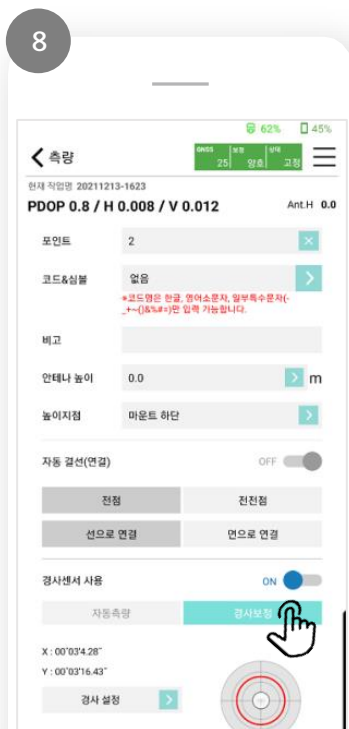 8
62% 45%
측량
GNSS 보정 상태
25 양호 고정
현재 작업명 20211213-1623
PDOP 0.8 / H 0.008 / V 0.012 Ant.H 0.0
포인트 2
코드&심볼 없음
*코드명은 한글, 영어소문자, 일부특수문자(-
_+~()&%#=)만 입력 가능합니다.
비고
안테나 높이 0.0 m
높이지점 마운트 하단
자동 결선(연결) OFF
전점 전전점
선으로 연결 면으로 연결
경사센서 사용 ON
자동측량 경사보정
X : 00°03'4.28"
Y : 00°03'16.43"
경사 설정